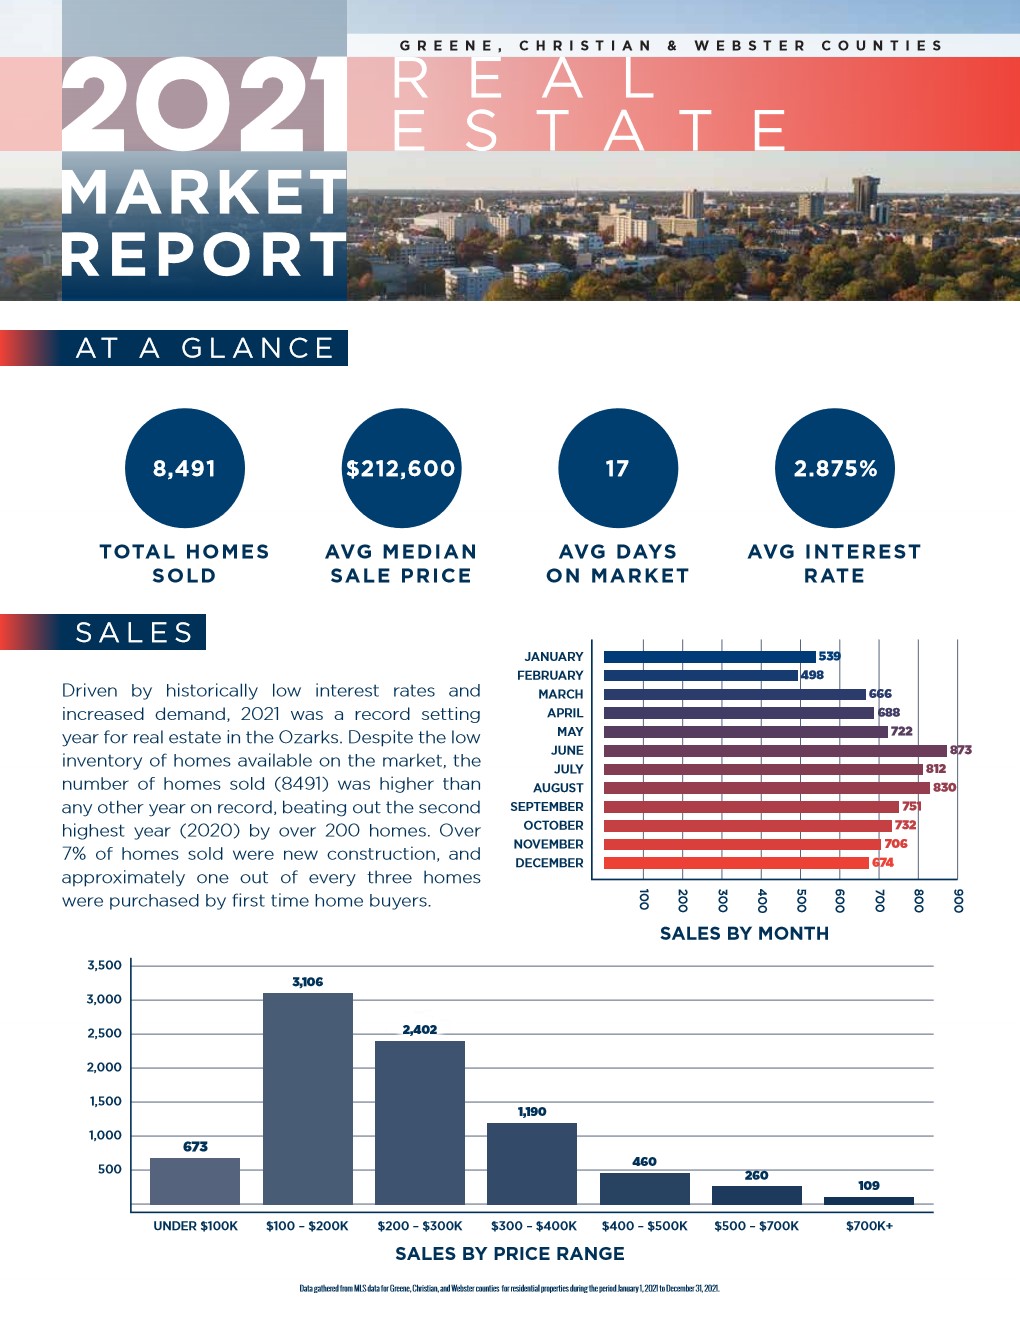 GREENE, CHRISTIAN & WEBSTER COUNTIES
2021
REAL
ESTATE
MARKET
REPORT
AT A GLANCE
8,491
$212,600
17
2.875%
TOTAL HOMES
SOLD
AVG MEDIAN
SALE PRICE
AVG DAYS
ON MARKET
AVG INTEREST
RATE
SALES
Driven by historically low interest rates and
increased demand, 2021 was a record setting
year for real estate in the Ozarks. Despite the low
inventory of homes available on the market, the
number of homes sold (8491) was higher than
any other year on record, beating out the second
highest year (2020) by over 200 homes. Over
7% of homes sold were new construction, and
approximately one out of every three homes
were purchased by first time home buyers.
JANUARY 539
FEBRUARY 498
MARCH 666
APRIL 688
MAY 722
JUNE 873
JULY 812
AUGUST 830
SEPTEMBER 751
OCTOBER 732
NOVEMBER 706
DECEMBER 674
100 200 300 400 500 600 700 800 900
SALES BY MONTH
3,500
3,000
2,500
2,000
1,500
1,000
500
673
3,106
2,402
1,190
460
260
109
UNDER $100K
$100 – $200K
$200 – $300K
$300 – $400K
$400 – $500K
$500 – $700K
$700K+
SALES BY PRICE RANGE
Data gathered from MLS data for Greene, Christian, and Webster counties for residential properties during the period January 1, 2021 to December 31, 2021.